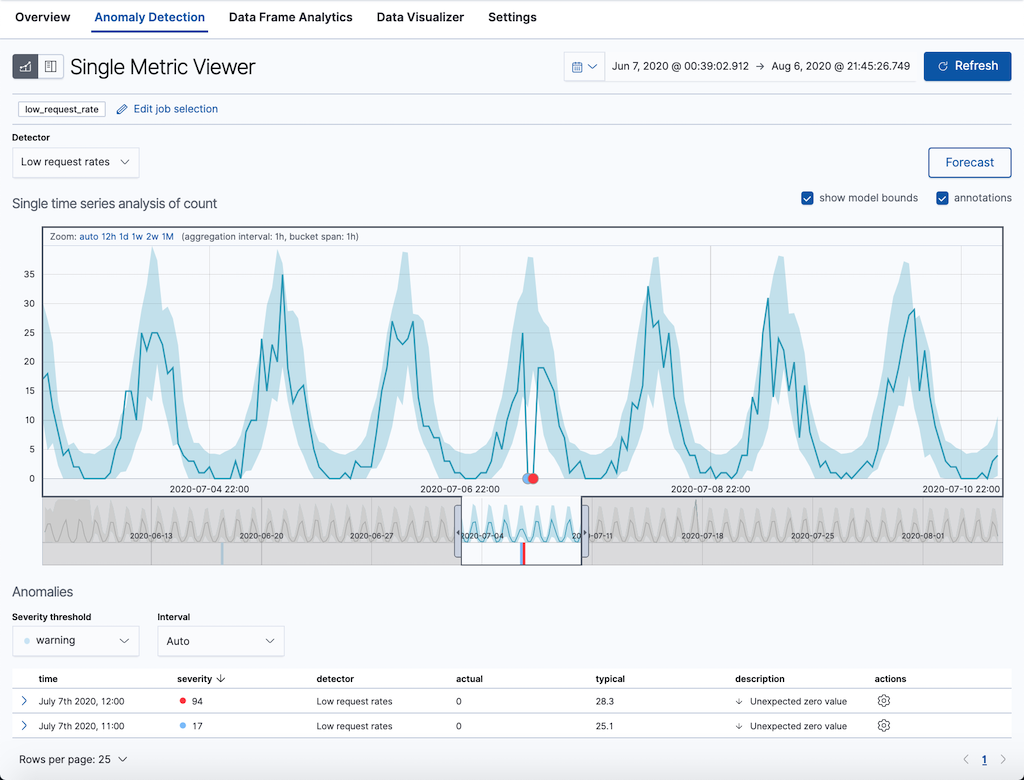 Overview Anomaly Detection Data Frame Analytics Data Visualizer Settings
Single Metric Viewer
Jun 7, 2020 @ 00:39:02.912 → Aug 6, 2020 @ 21:45:26.749
Refresh
low_request_rate Edit job selection
Detector
Low request rates
Forecast
Single time series analysis of count
show model bounds annotations
Zoom: auto 12h 1d 1w 2w 1M (aggregation interval: 1h, bucket span: 1h)
35
30
25
20
15
10
5
0
2020-07-04 22:00 2020-07-06 22:00 2020-07-08 22:00 2020-07-10 22:00
2020-06-13 2020-06-20 2020-06-27 2020-07-04 2020-07-11 2020-07-18 2020-07-25 2020-08-01
Anomalies
Severity threshold Interval
warning Auto
time severity ↓ detector actual typical description actions
July 7th 2020, 12:00 94 Low request rates 0 28.3 ↓ Unexpected zero value
July 7th 2020, 11:00 17 Low request rates 0 25.1 ↓ Unexpected zero value
Rows per page: 25 1